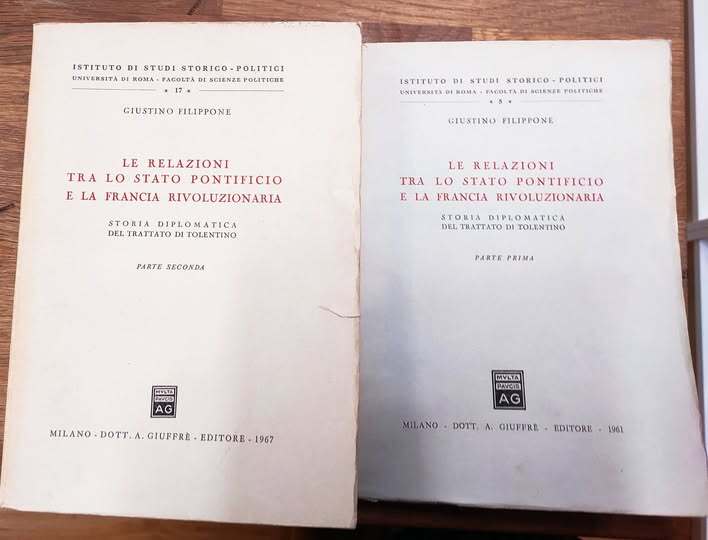 ISTITUTO DI STUDI STORICO - POLITICI
UNIVERSITÀ DI ROMA - FACOLTÀ DI SCIENZE POLITICHE
* 17 *
GIUSTINO FILIPPONE
LE RELAZIONI
TRA LO STATO PONTIFICIO
E LA FRANCIA RIVOLUZIONARIA
STORIA DIPLOMATICA
DEL TRATTATO DI TOLENTINO
PARTE SECONDA
MVLTA
PAVCIS
AG
MILANO - DOTT. A. GIUFFRÈ - EDITORE - 1967
ISTITUTO DI STUDI STORICO - POLITICI
UNIVERSITÀ DI ROMA - FACOLTÀ DI SCIENZE POLITICHE
* 5 *
GIUSTINO FILIPPONE
LE RELAZIONI
TRA LO STATO PONTIFICIO
E LA FRANCIA RIVOLUZIONARIA
STORIA DIPLOMATICA
DEL TRATTATO DI TOLENTINO
PARTE PRIMA
MVLTA
PAVCIS
AG
MILANO - DOTT. A. GIUFFRÈ - EDITORE - 1961